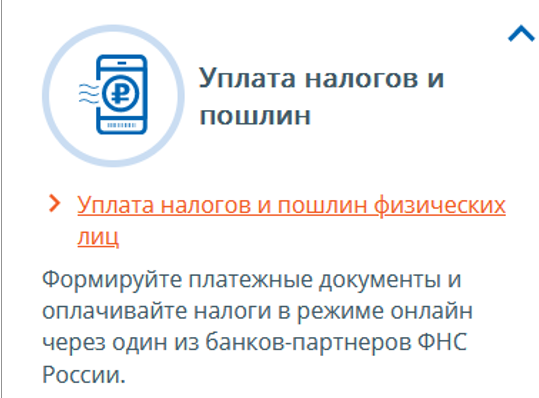 Уплата налогов и
пошлин
Уплата налогов и пошлин физических
лиц
Формируйте платежные документы и
оплачивайте налоги в режиме онлайн
через один из банков-партнеров ФНС
России.